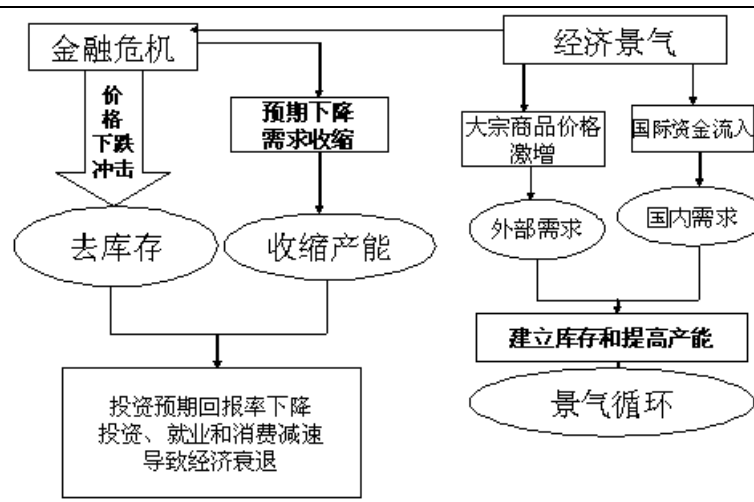 金融危机
经济景气
价
格
下跌
冲击
预期下降
需求收缩
大宗商品价格
激增
国际资金流入
去库存
收缩产能
外部需求
国内需求
建立库存和提高产能
景气循环
投资预期回报率下降
投资、就业和消费减速
导致经济衰退